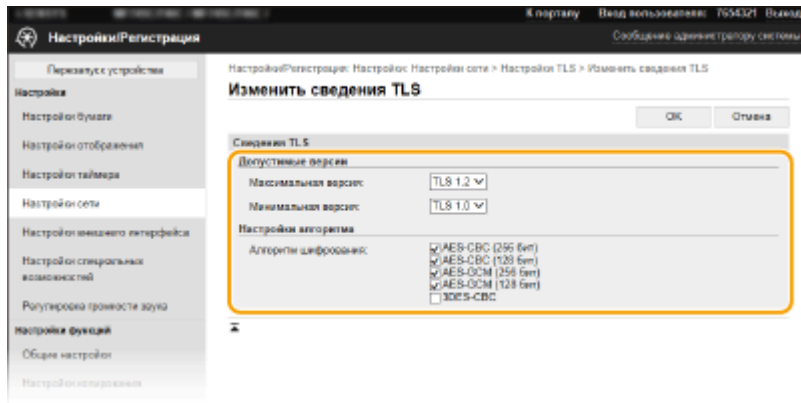 К порталу Ввод пользователем: 7654321 Выход
Настройки/Регистрация
Сообщение администратору системы
Перезапуск устройства
Настройки/Регистрация: Настройки: Настройки сети > Настройки TLS > Изменить сведения TLS
Настройки
Изменить сведения TLS
Настройки бумаги
OK Отмена
Настройки отображения
Сведения TLS
Допустимые версии
Настройки таймера
Максимальная версия: TLS 1.2
Настройки сети
Минимальная версия: TLS 1.0
Настройки внешнего интерфейса
Настройки алгоритма
Настройки специальных возможностей
Алгоритм шифрования:
AES-CBC (256 бит)
AES-CBC (128 бит)
AES-GCM (256 бит)
AES-GCM (128 бит)
3DES-CBC
Регулировка громкости звука
Настройки функций
Общие настройки
Настройки копирования